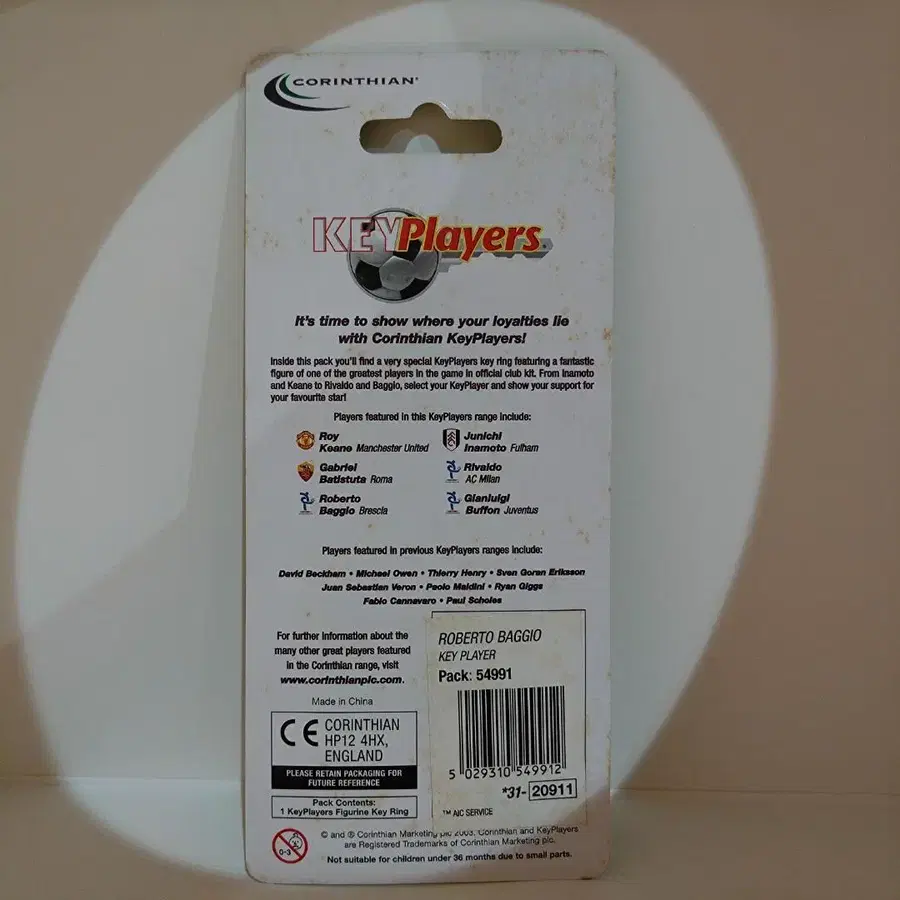 CORINTHIAN®
KEYPlayers
It's time to show where your loyalties lie
with Corinthian KeyPlayers!
Inside this pack you'll find a very special KeyPlayers key ring featuring a fantastic
figure of one of the greatest players in the game in official club kit. From Inamoto
and Keane to Rivaldo and Baggio, select your KeyPlayer and show your support for
your favourite star!
Players featured in this KeyPlayers range include:
Roy
Keane Manchester United
Junichi
Inamoto Fulham
Gabriel
Batistuta Roma
Rivaldo
AC Milan
Roberto
Baggio Brescia
Gianluigi
Buffon Juventus
Players featured in previous KeyPlayers ranges include:
David Beckham • Michael Owen • Thierry Henry • Sven Goran Eriksson
Juan Sebastian Veron • Paolo Maldini • Ryan Giggs
Fabio Cannavaro • Paul Scholes
For further information about the
many other great players featured
in the Corinthian range, visit
www.corinthianplc.com.
Made in China
CE CORINTHIAN
HP12 4HX,
ENGLAND
PLEASE RETAIN PACKAGING FOR
FUTURE REFERENCE
Pack Contents:
1 KeyPlayers Figurine Key Ring
ROBERTO BAGGIO
KEY PLAYER
Pack: 54991
5 029310 549912
*31- 20911
™ AIC SERVICE
0-3
© and ® Corinthian Marketing plc 2003. Corinthian and KeyPlayers
are Registered Trademarks of Corinthian Marketing plc.
Not suitable for children under 36 months due to small parts.